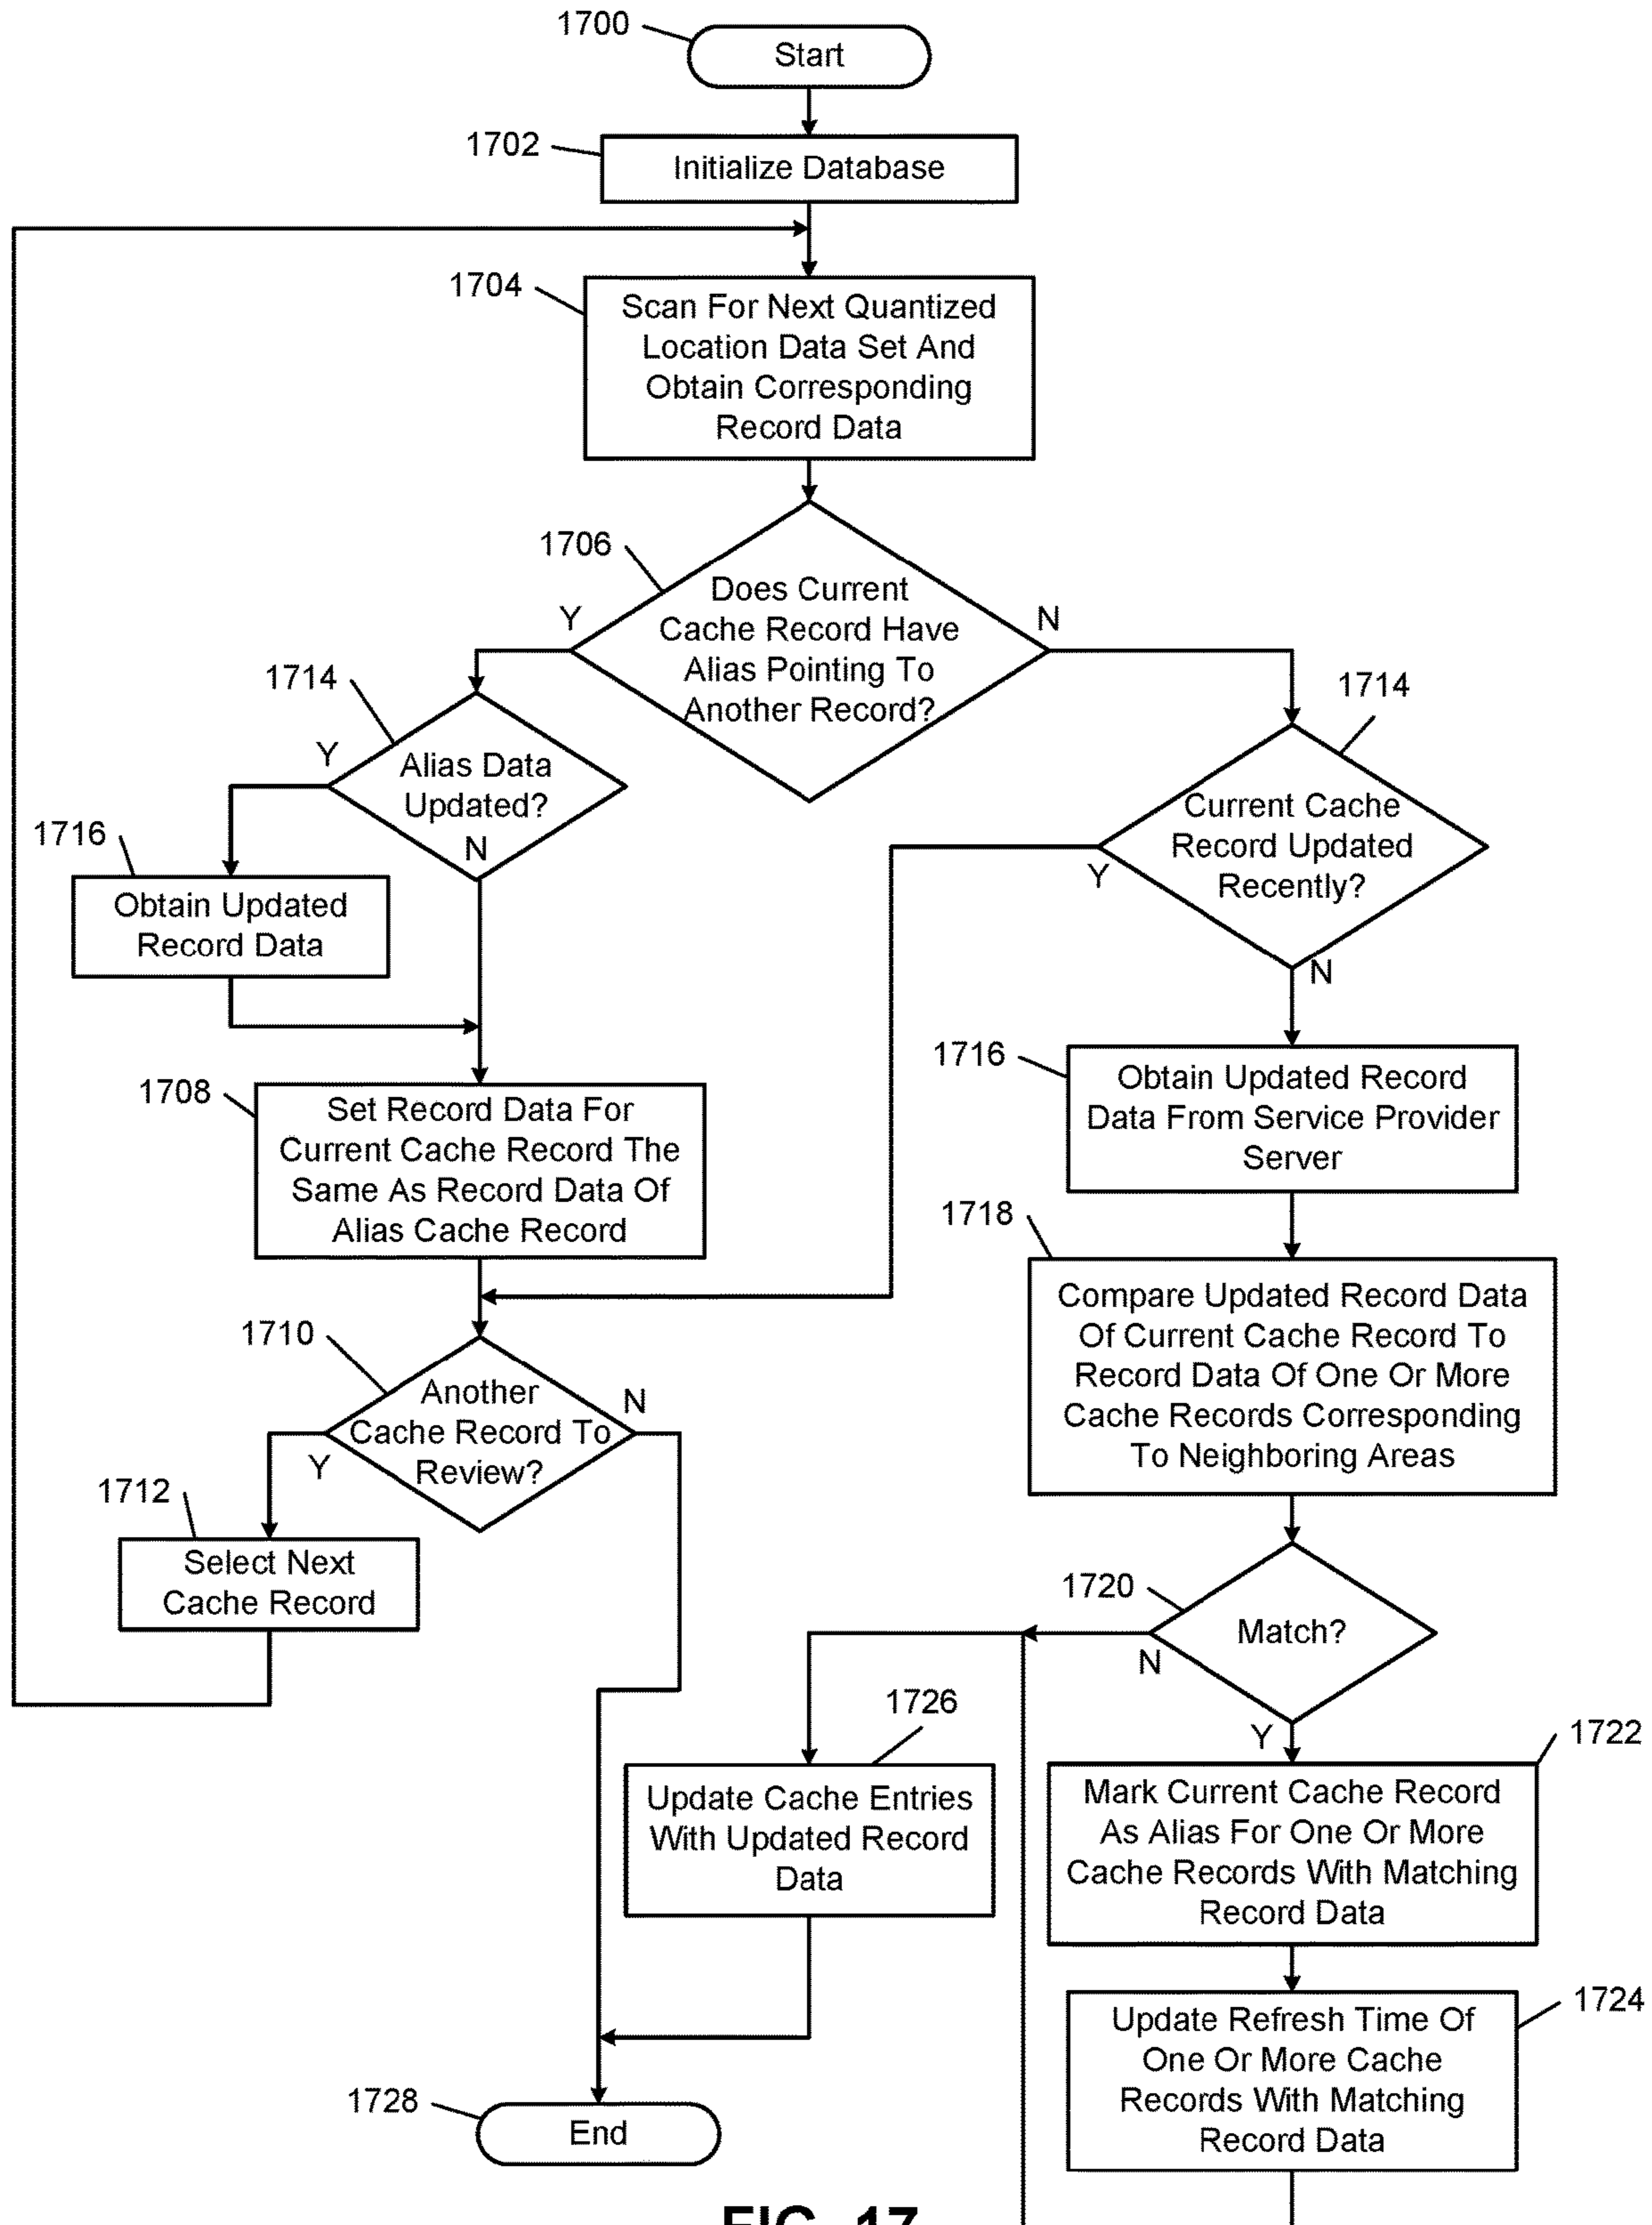 1700
Start
1702
Initialize Database
1704
Scan For Next Quantized
Location Data Set And
Obtain Corresponding
Record Data
1706
Does Current
Cache Record Have
Alias Pointing To
Another Record?
Y
N
1714
Alias Data
Updated?
Y
N
1714
Current Cache
Record Updated
Recently?
Y
N
1716
Obtain Updated
Record Data
1716
Obtain Updated Record
Data From Service Provider
Server
1708
Set Record Data For
Current Cache Record The
Same As Record Data Of
Alias Cache Record
1718
Compare Updated Record Data
Of Current Cache Record To
Record Data Of One Or More
Cache Records Corresponding
To Neighboring Areas
1710
Another
Cache Record To
Review?
N
Y
1712
Select Next
Cache Record
1720
Match?
N
Y
1726
Update Cache Entries
With Updated Record
Data
1722
Mark Current Cache Record
As Alias For One Or More
Cache Records With Matching
Record Data
1724
Update Refresh Time Of
One Or More Cache
Records With Matching
Record Data
1728
End
FIG. 17